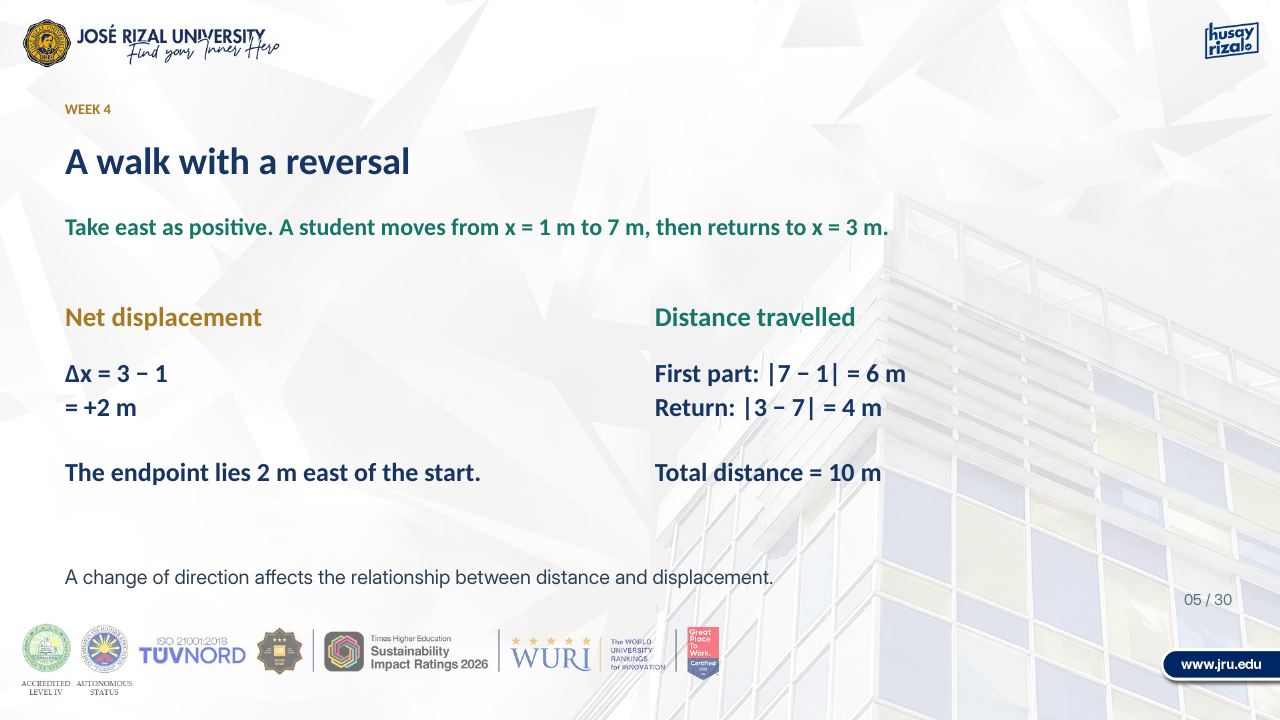 JOSÉ RIZAL UNIVERSITY
Find your Inner Hero
husay
rizal
WEEK 4
A walk with a reversal
Take east as positive. A student moves from x = 1 m to 7 m, then returns to x = 3 m.
Net displacement
Δx = 3 − 1
= +2 m
The endpoint lies 2 m east of the start.
Distance travelled
First part: |7 − 1| = 6 m
Return: |3 − 7| = 4 m
Total distance = 10 m
A change of direction affects the relationship between distance and displacement.
05 / 30
ACCREDITED
LEVEL IV
AUTONOMOUS
STATUS
ISO 21001:2018
TÜVNORD
Times Higher Education
Sustainability
Impact Ratings 2026
WURI
The WORLD
UNIVERSITY
RANKINGS
for INNOVATION
Great
Place
To
Work.
Certified
www.jru.edu